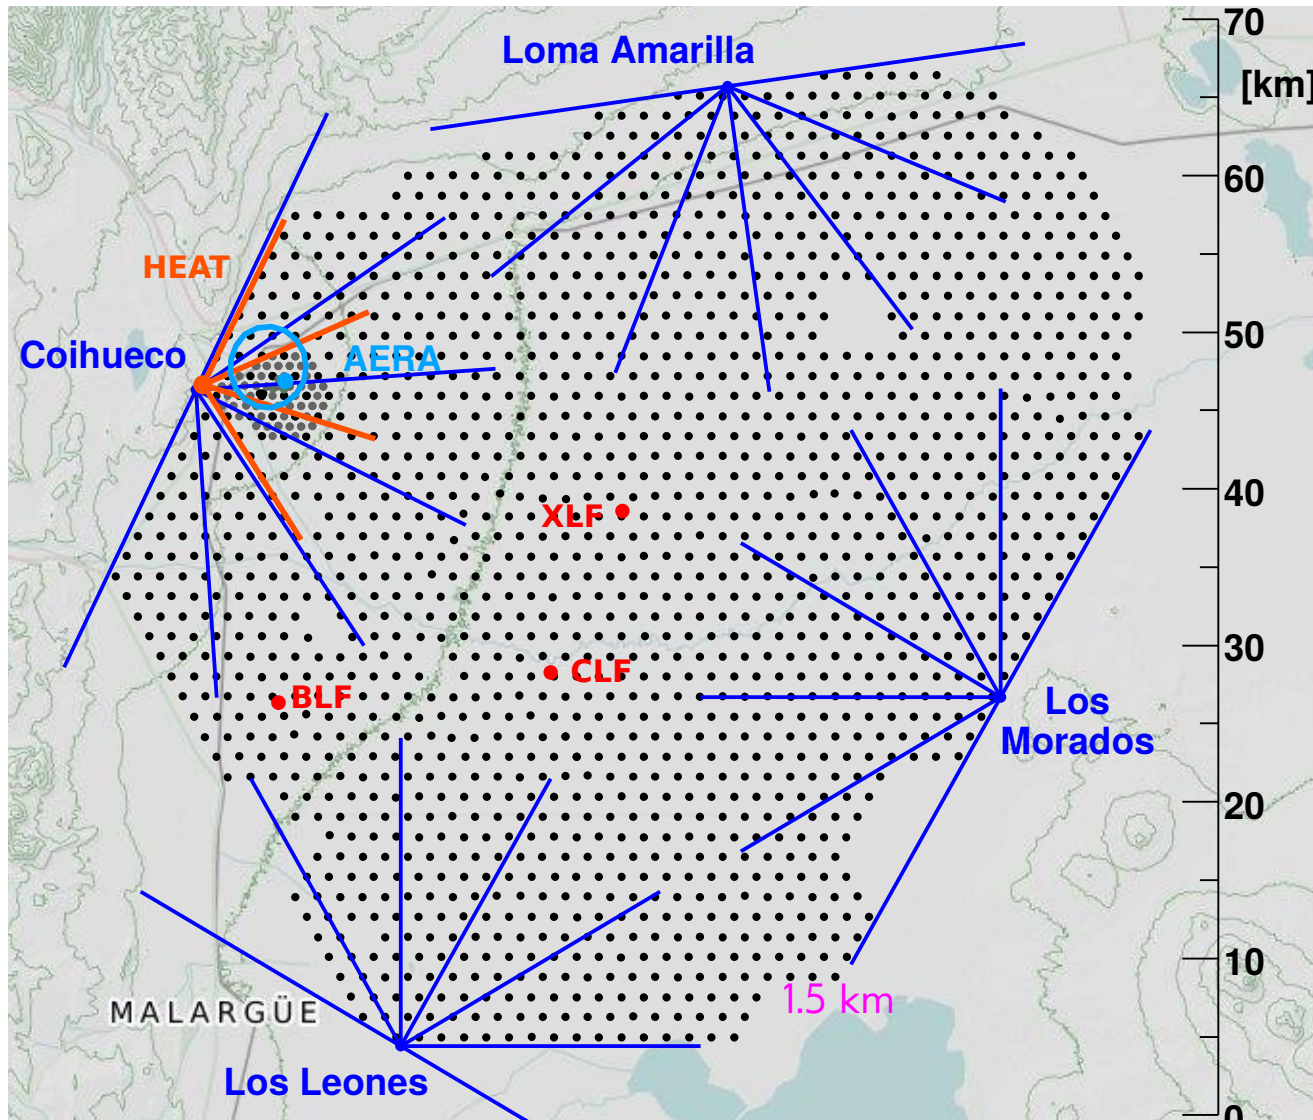 70
Loma Amarilla
[km]
60
HEAT
50
Coihueco
AERA
40
XLF
30
CLF
BLF
Los
Morados
20
10
1.5 km
MALARGÜE
Los Leones
0